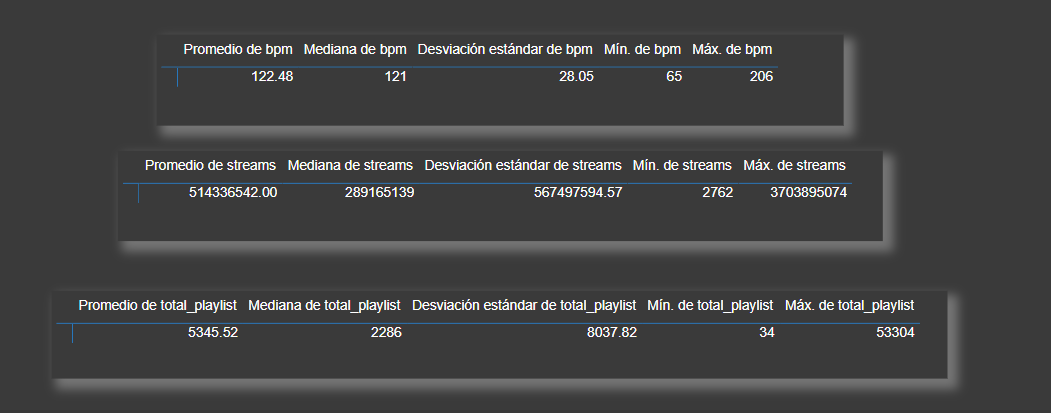 Promedio de bpm Mediana de bpm Desviación estándar de bpm Mín. de bpm Máx. de bpm
122.48 121 28.05 65 206
Promedio de streams Mediana de streams Desviación estándar de streams Mín. de streams Máx. de streams
514336542.00 289165139 567497594.57 2762 3703895074
Promedio de total_playlist Mediana de total_playlist Desviación estándar de total_playlist Mín. de total_playlist Máx. de total_playlist
5345.52 2286 8037.82 34 53304